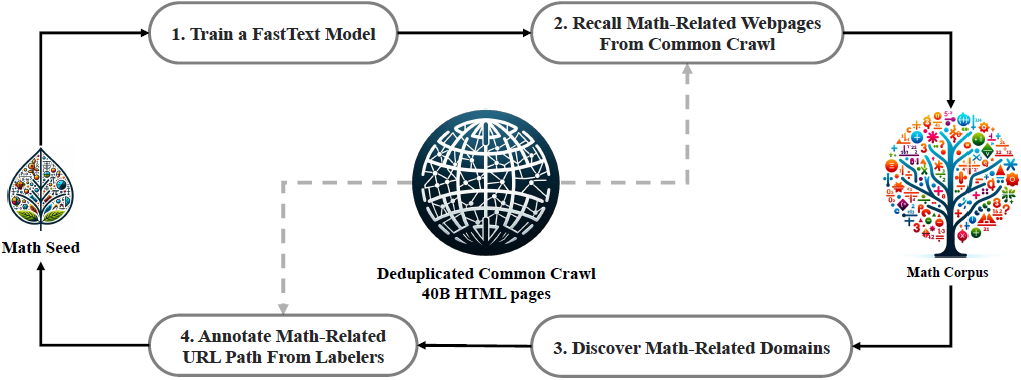 1. Train a FastText Model
2. Recall Math-Related Webpages
From Common Crawl
Math Seed
Deduplicated Common Crawl
40B HTML pages
Math Corpus
4. Annotate Math-Related
URL Path From Labelers
3. Discover Math-Related Domains